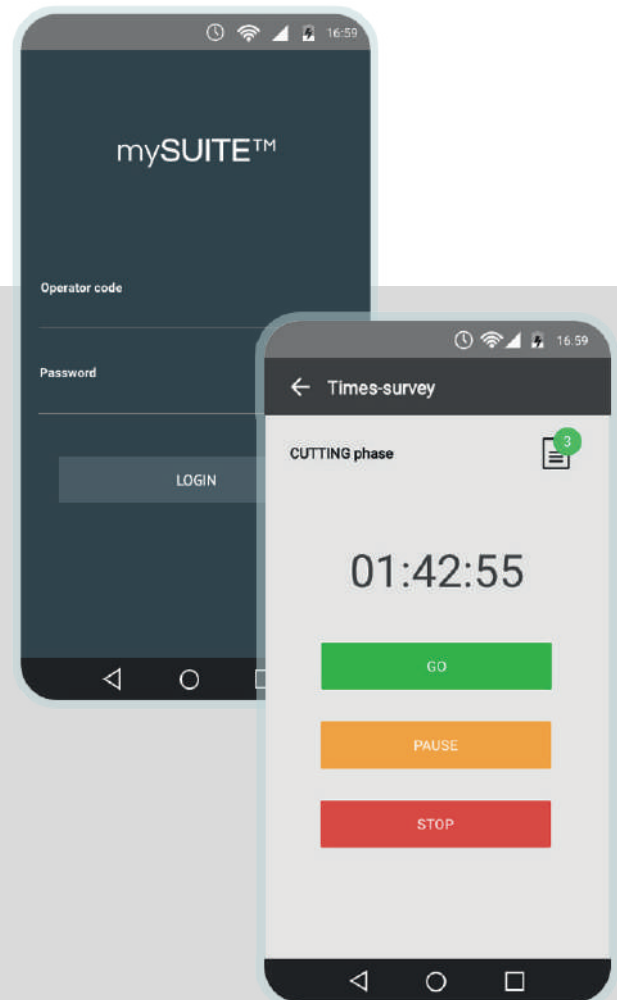 16:59
mySUITE™
Operator code
Password
LOGIN
16.59
Times-survey
CUTTING phase
3
01:42:55
GO
PAUSE
STOP